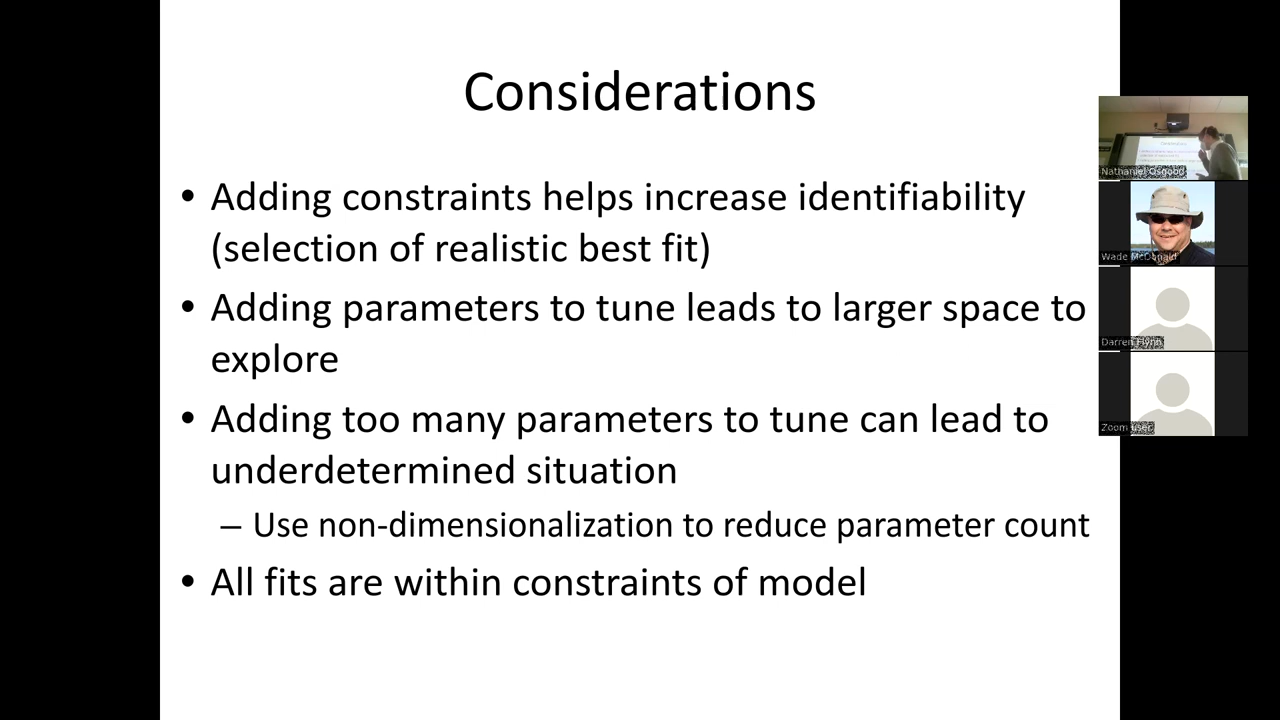 Considerations
• Adding constraints helps increase identifiability
(selection of realistic best fit)
• Adding parameters to tune leads to larger space to
explore
• Adding too many parameters to tune can lead to
underdetermined situation
– Use non-dimensionalization to reduce parameter count
• All fits are within constraints of model
Nathaniel Osgood
Wade McDonald
Darren Flynn
Zoom user